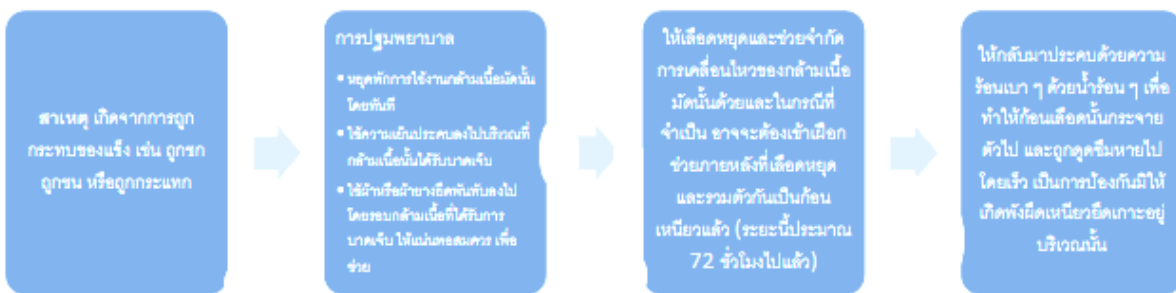 สาเหตุ เกิดจากการถูก
กระทบของแข็ง เช่น ถูกชก
ถูกชน หรือถูกกระแทก
การปฐมพยาบาล
• หยุดพักการใช้งานกล้ามเนื้อมัดนั้น
โดยทันที
• ใช้ความเย็นประคบลงไปบริเวณที่
กล้ามเนื้อนั้นได้รับบาดเจ็บ
• ใช้ผ้าหรือผ้ายางยืดพันทับลงไป
โดยรอบกล้ามเนื้อที่ได้รับการ
บาดเจ็บ ให้แน่นพอสมควร เพื่อ
ช่วย
ให้เลือดหยุดและช่วยจำกัด
การเคลื่อนไหวของกล้ามเนื้อ
มัดนั้นด้วยและในกรณีที่
จำเป็น อาจจะต้องเข้าเฝือก
ช่วยภายหลังที่เลือดหยุด
และรวมตัวกันเป็นก้อน
เหนียวแล้ว (ระยะนี้ประมาณ
72 ชั่วโมงไปแล้ว)
ให้กลับมาประคบด้วยความ
ร้อนเบา ๆ ด้วยน้ำร้อน ๆ เพื่อ
ทำให้ก้อนเลือดนั้นกระจาย
ตัวไป และถูกดูดซึมหายไป
โดยเร็ว เป็นการป้องกันมิให้
เกิดพังผืดเหนียวยึดเกาะอยู่
บริเวณนั้น